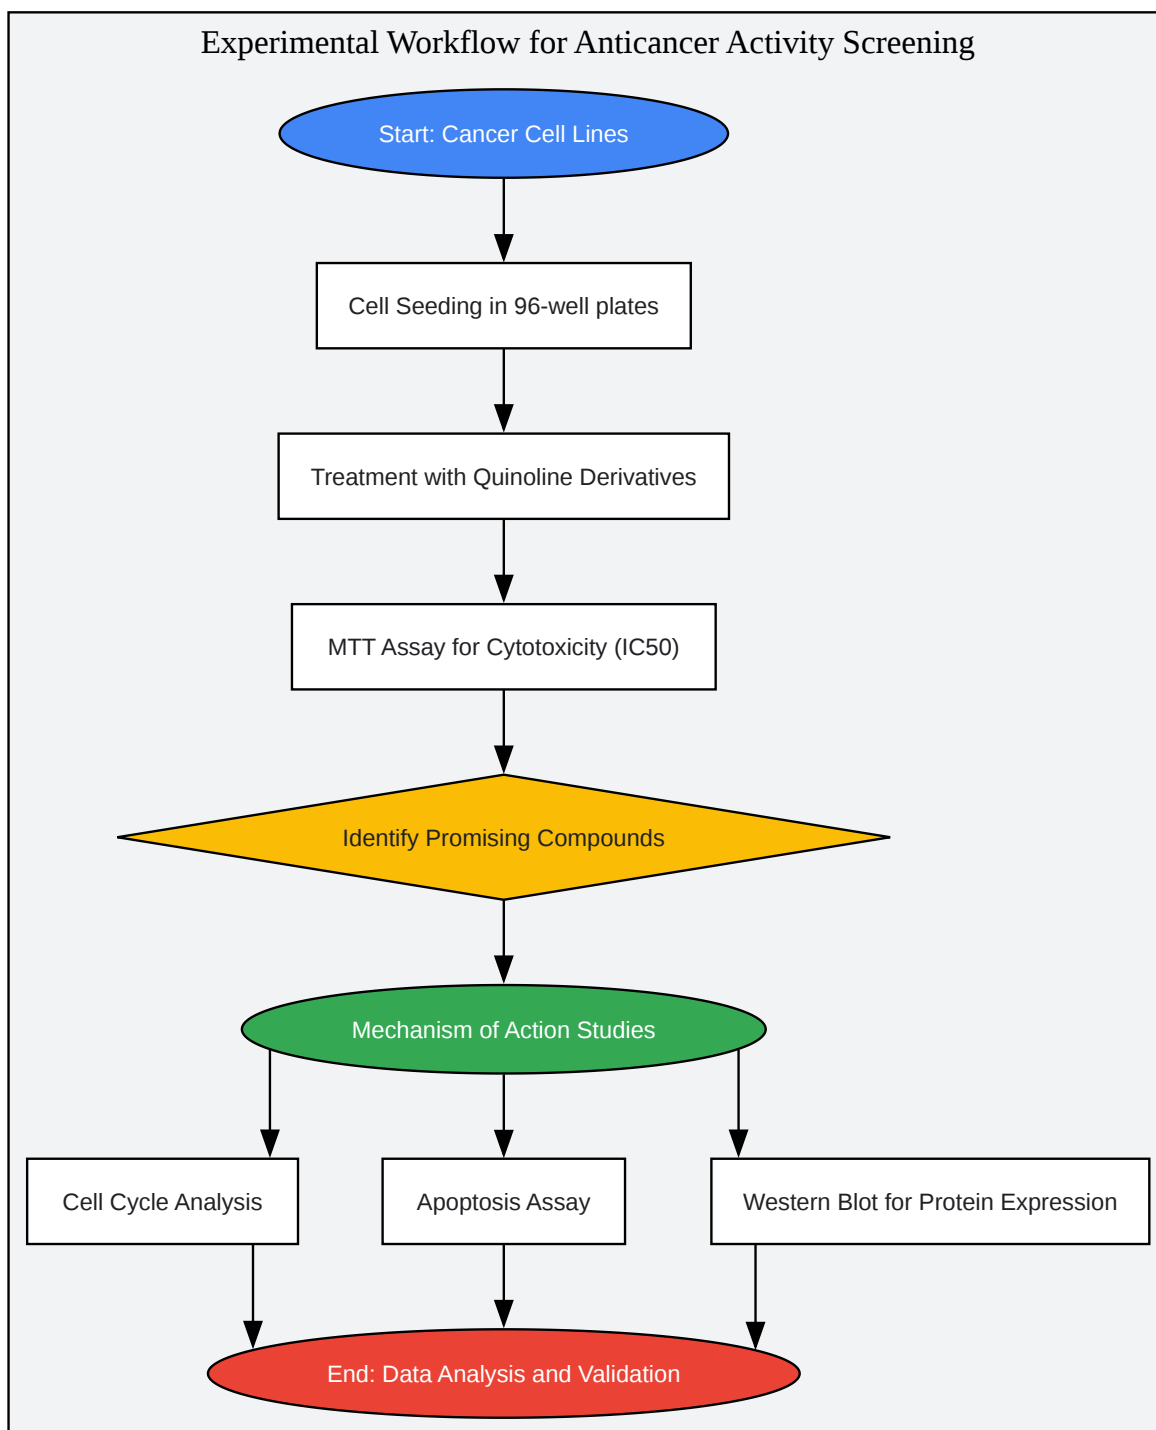 Experimental Workflow for Anticancer Activity Screening
Start: Cancer Cell Lines
Cell Seeding in 96-well plates
Treatment with Quinoline Derivatives
MTT Assay for Cytotoxicity (IC50)
Identify Promising Compounds
Mechanism of Action Studies
Cell Cycle Analysis
Apoptosis Assay
Western Blot for Protein Expression
End: Data Analysis and Validation